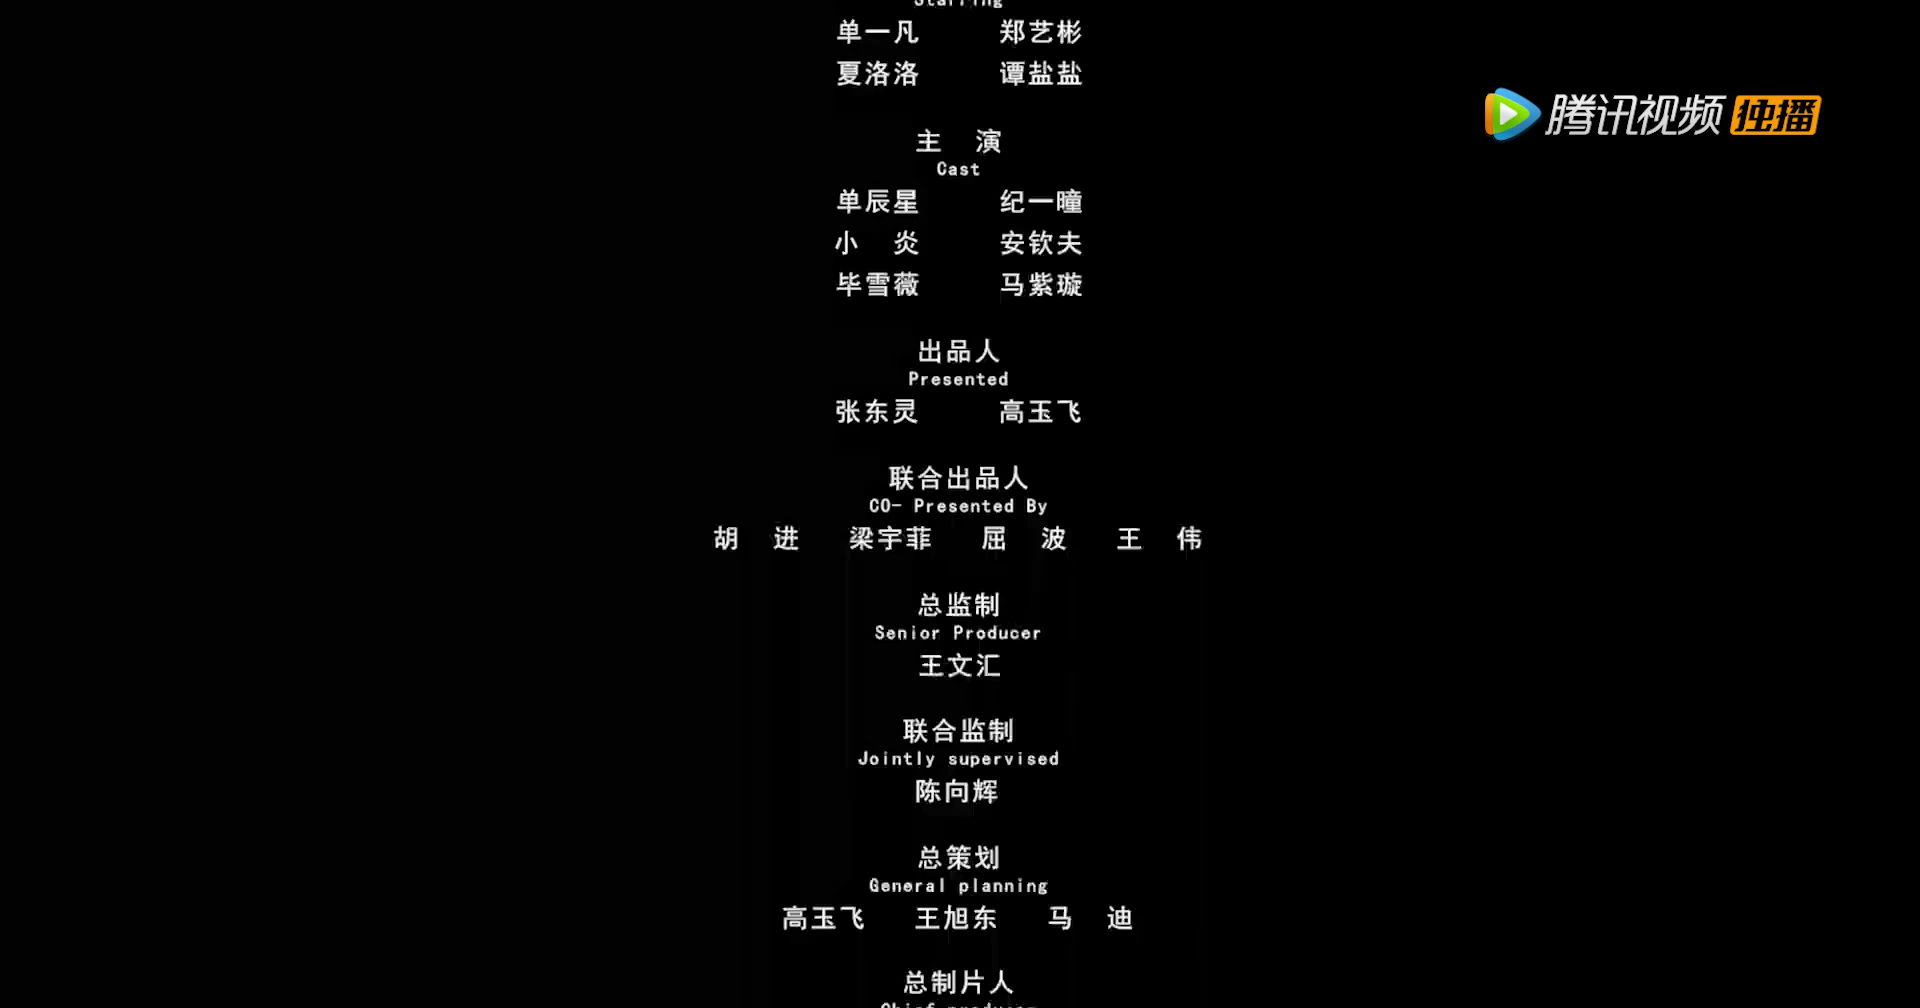 Starring
单一凡 郑艺彬
夏洛洛 谭盐盐
腾讯视频 独播
主 演
Cast
单辰星 纪一曈
小 炎 安钦夫
毕雪薇 马紫璇
出品人
Presented
张东灵 高玉飞
联合出品人
CO- Presented By
胡 进 梁宇菲 屈 波 王 伟
总监制
Senior Producer
王文汇
联合监制
Jointly supervised
陈向辉
总策划
General planning
高玉飞 王旭东 马 迪
总制片人
Chief producer